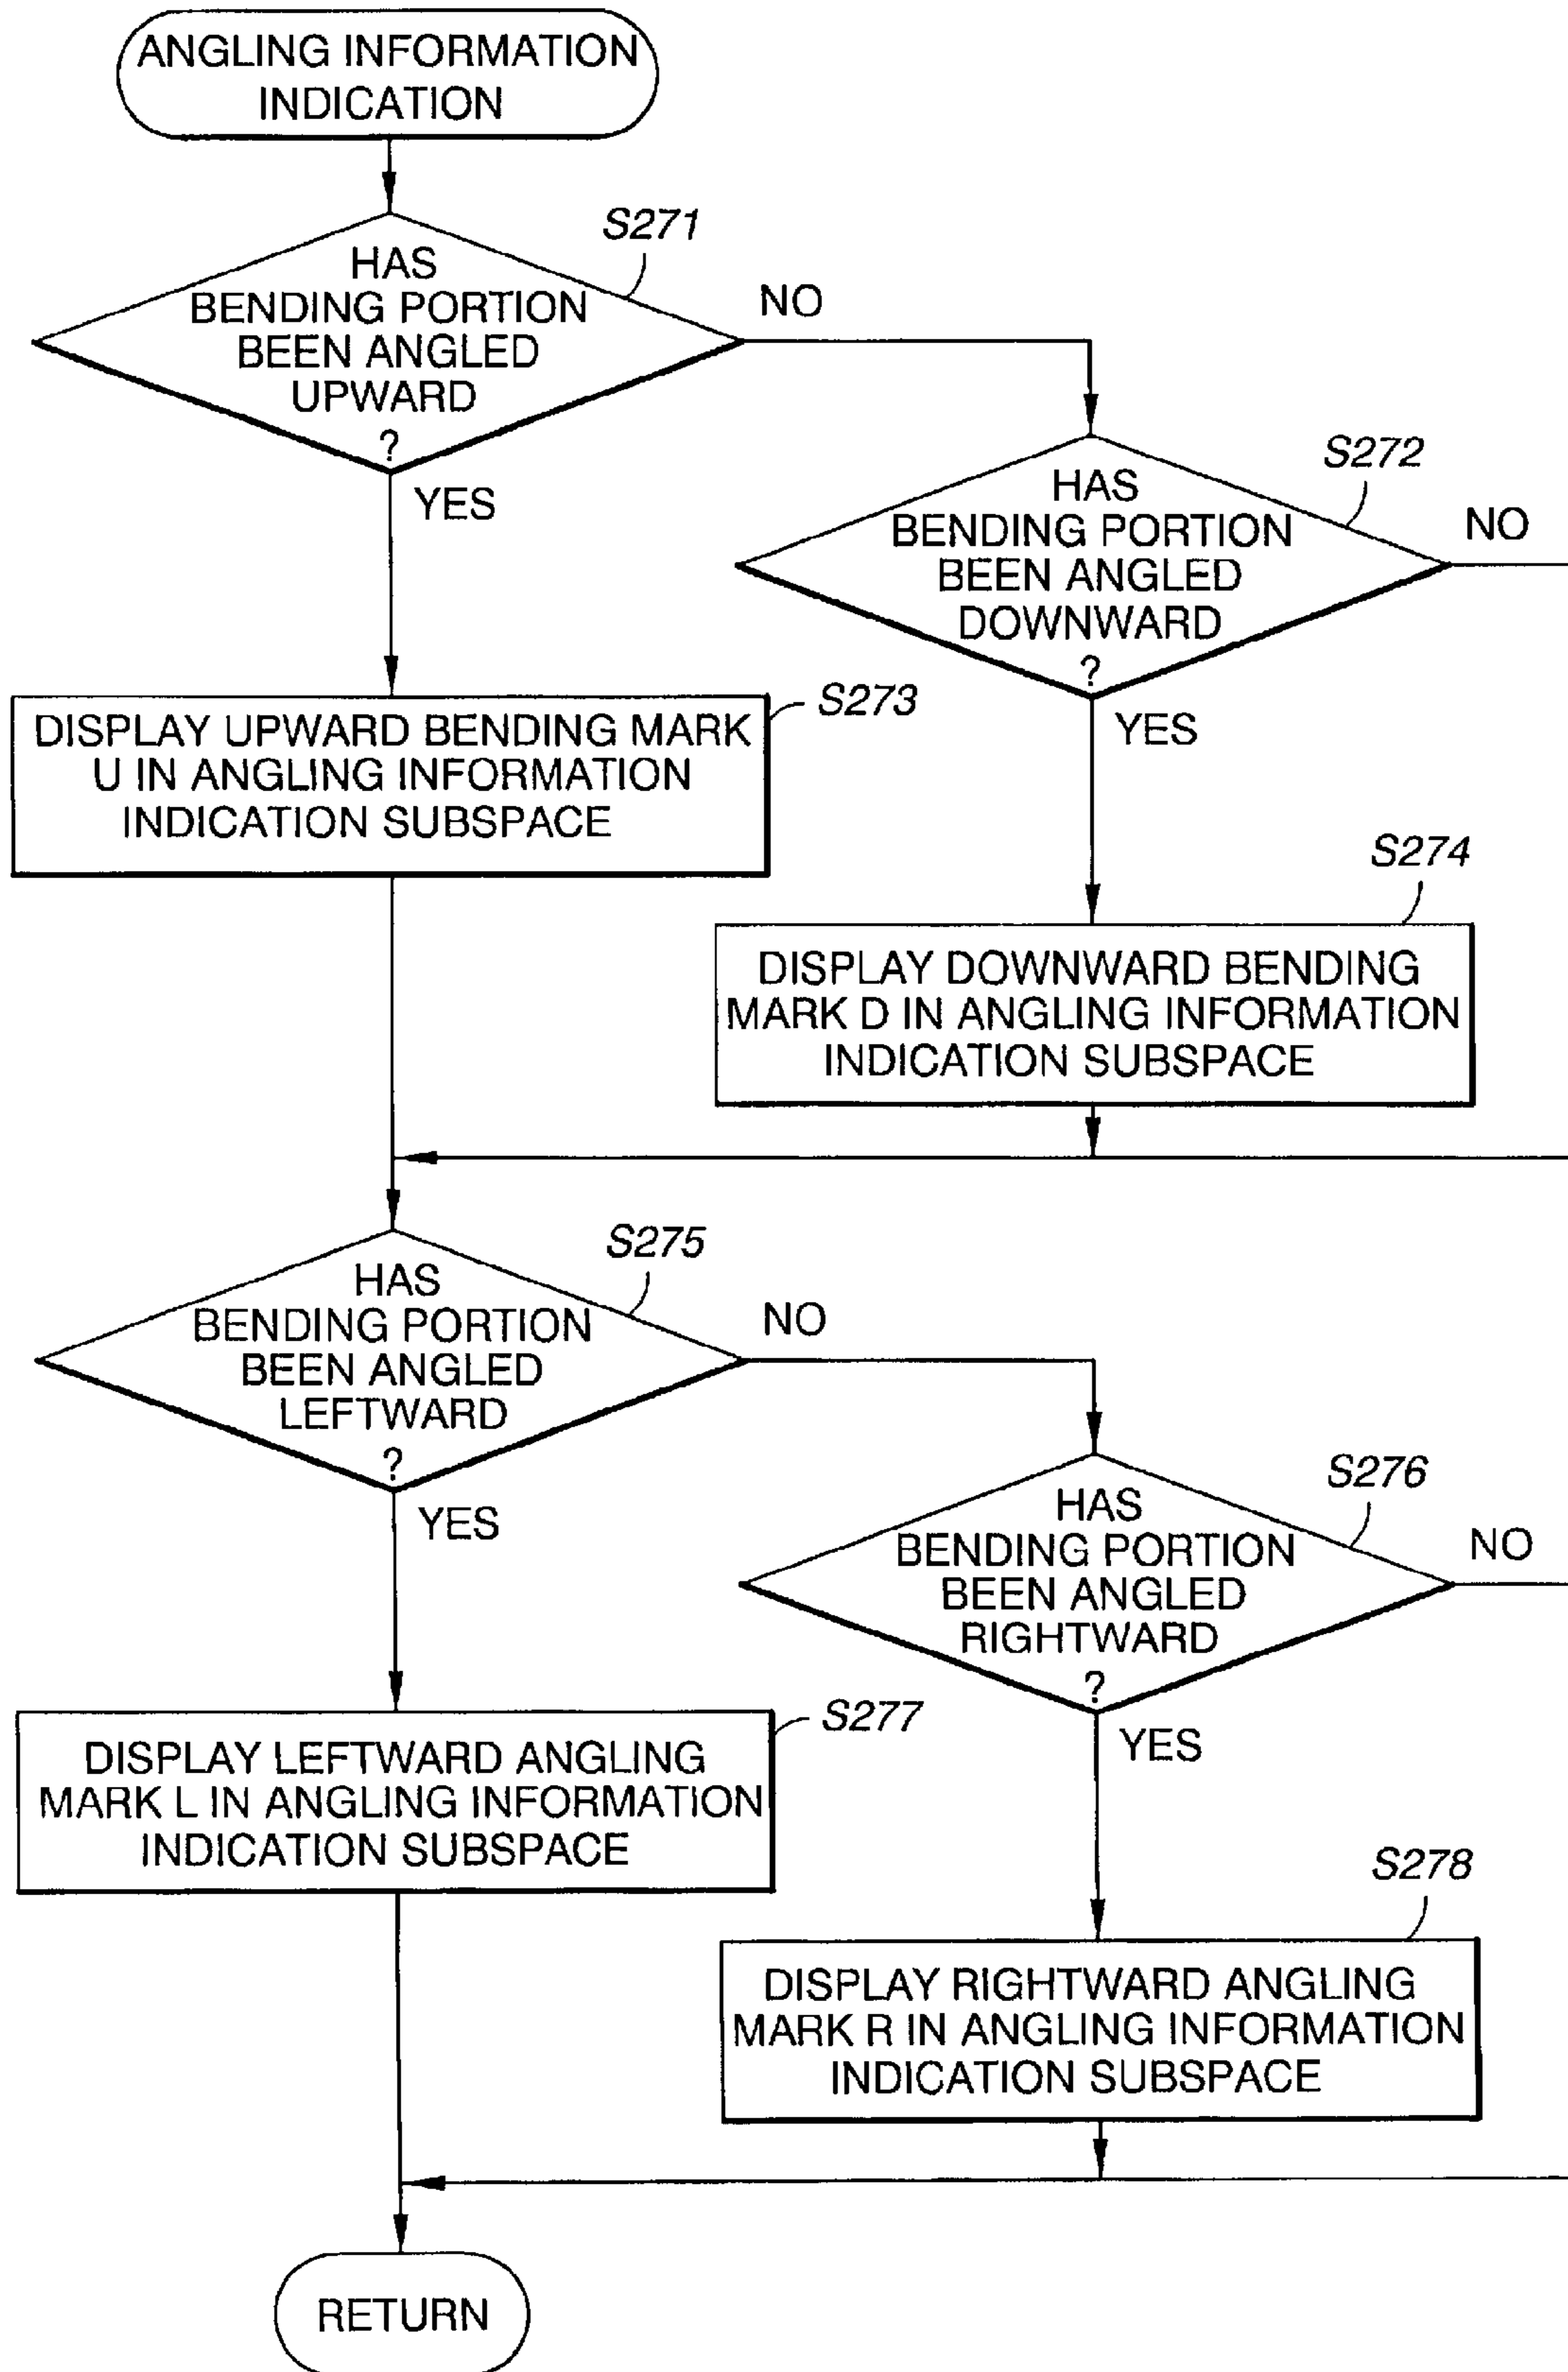 ANGLING INFORMATION
INDICATION
S271
HAS
BENDING PORTION
BEEN ANGLED
UPWARD
?
NO
YES
S272
HAS
BENDING PORTION
BEEN ANGLED
DOWNWARD
?
NO
YES
S273
DISPLAY UPWARD BENDING MARK
U IN ANGLING INFORMATION
INDICATION SUBSPACE
S274
DISPLAY DOWNWARD BENDING
MARK D IN ANGLING INFORMATION
INDICATION SUBSPACE
S275
HAS
BENDING PORTION
BEEN ANGLED
LEFTWARD
?
NO
YES
S276
HAS
BENDING PORTION
BEEN ANGLED
RIGHTWARD
?
NO
YES
S277
DISPLAY LEFTWARD ANGLING
MARK L IN ANGLING INFORMATION
INDICATION SUBSPACE
S278
DISPLAY RIGHTWARD ANGLING
MARK R IN ANGLING INFORMATION
INDICATION SUBSPACE
RETURN